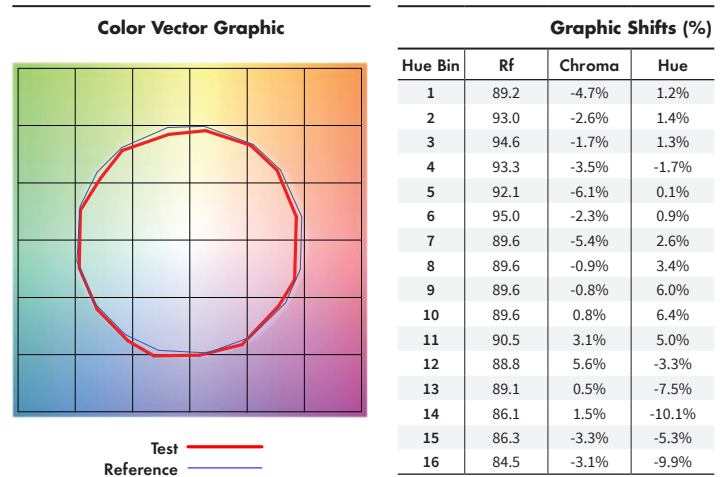 Color Vector Graphic
Test
Reference
Graphic Shifts (%)
Hue Bin Rf Chroma Hue
1 89.2 -4.7% 1.2%
2 93.0 -2.6% 1.4%
3 94.6 -1.7% 1.3%
4 93.3 -3.5% -1.7%
5 92.1 -6.1% 0.1%
6 95.0 -2.3% 0.9%
7 89.6 -5.4% 2.6%
8 89.6 -0.9% 3.4%
9 89.6 -0.8% 6.0%
10 89.6 0.8% 6.4%
11 90.5 3.1% 5.0%
12 88.8 5.6% -3.3%
13 89.1 0.5% -7.5%
14 86.1 1.5% -10.1%
15 86.3 -3.3% -5.3%
16 84.5 -3.1% -9.9%